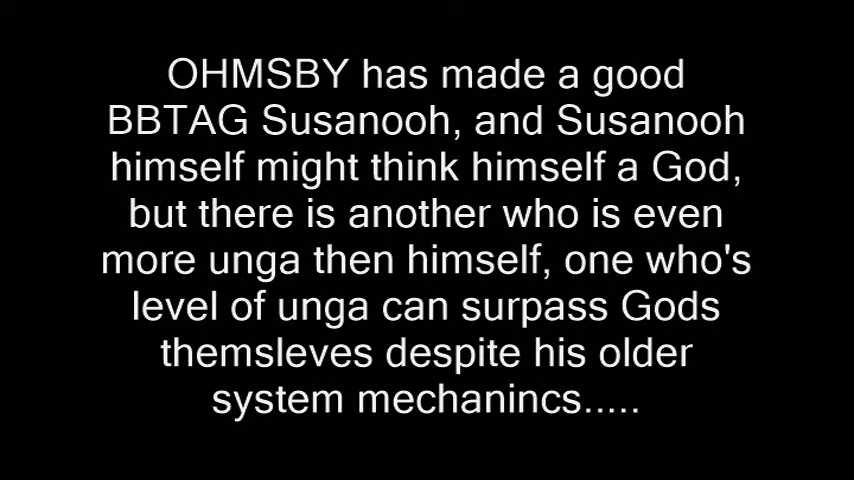 OHMSBY has made a good
BBTAG Susanooh, and Susanooh
himself might think himself a God,
but there is another who is even
more unga then himself, one who's
level of unga can surpass Gods
themsleves despite his older
system mechanincs.....